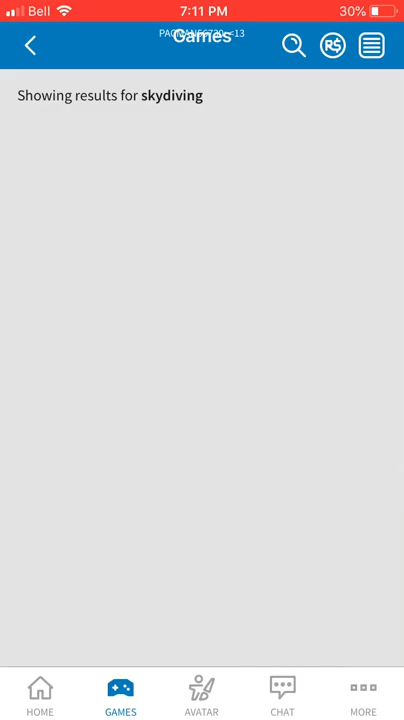 Bell 7:11 PM 30%
Games
R$
Showing results for skydiving
HOME GAMES AVATAR CHAT MORE